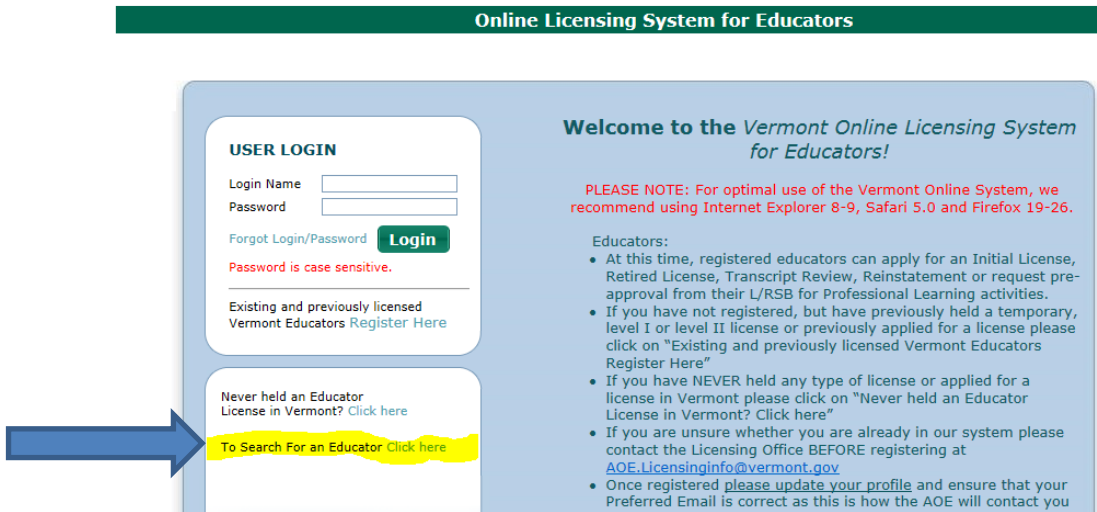 Online Licensing System for Educators
USER LOGIN
Login Name
Password
Forgot Login/Password Login
Password is case sensitive.
Existing and previously licensed
Vermont Educators Register Here
Never held an Educator
License in Vermont? Click here
To Search For an Educator Click here
Welcome to the Vermont Online Licensing System
for Educators!
PLEASE NOTE: For optimal use of the Vermont Online System, we
recommend using Internet Explorer 8-9, Safari 5.0 and Firefox 19-26.
Educators:
• At this time, registered educators can apply for an Initial License,
Retired License, Transcript Review, Reinstatement or request pre-
approval from their L/RSB for Professional Learning activities.
• If you have not registered, but have previously held a temporary,
level I or level II license or previously applied for a license please
click on “Existing and previously licensed Vermont Educators
Register Here”
• If you have NEVER held any type of license or applied for a
license in Vermont please click on “Never held an Educator
License in Vermont? Click here”
• If you are unsure whether you are already in our system please
contact the Licensing Office BEFORE registering at
AOE.Licensinginfo@vermont.gov
• Once registered please update your profile and ensure that your
Preferred Email is correct as this is how the AOE will contact you